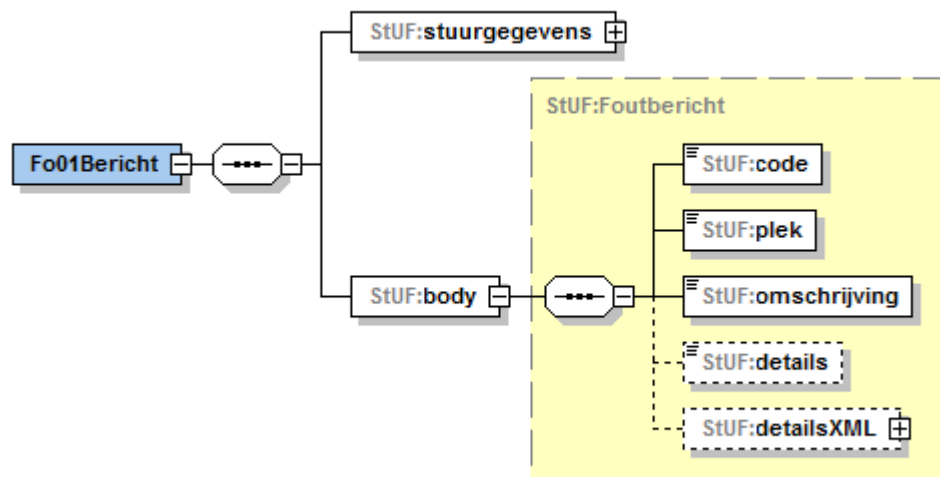 StUF:stuurgegevens
StUF:Foutbericht
Fo01Bericht
StUF:code
StUF:plek
StUF:body
StUF:omschrijving
StUF:details
StUF:detailsXML